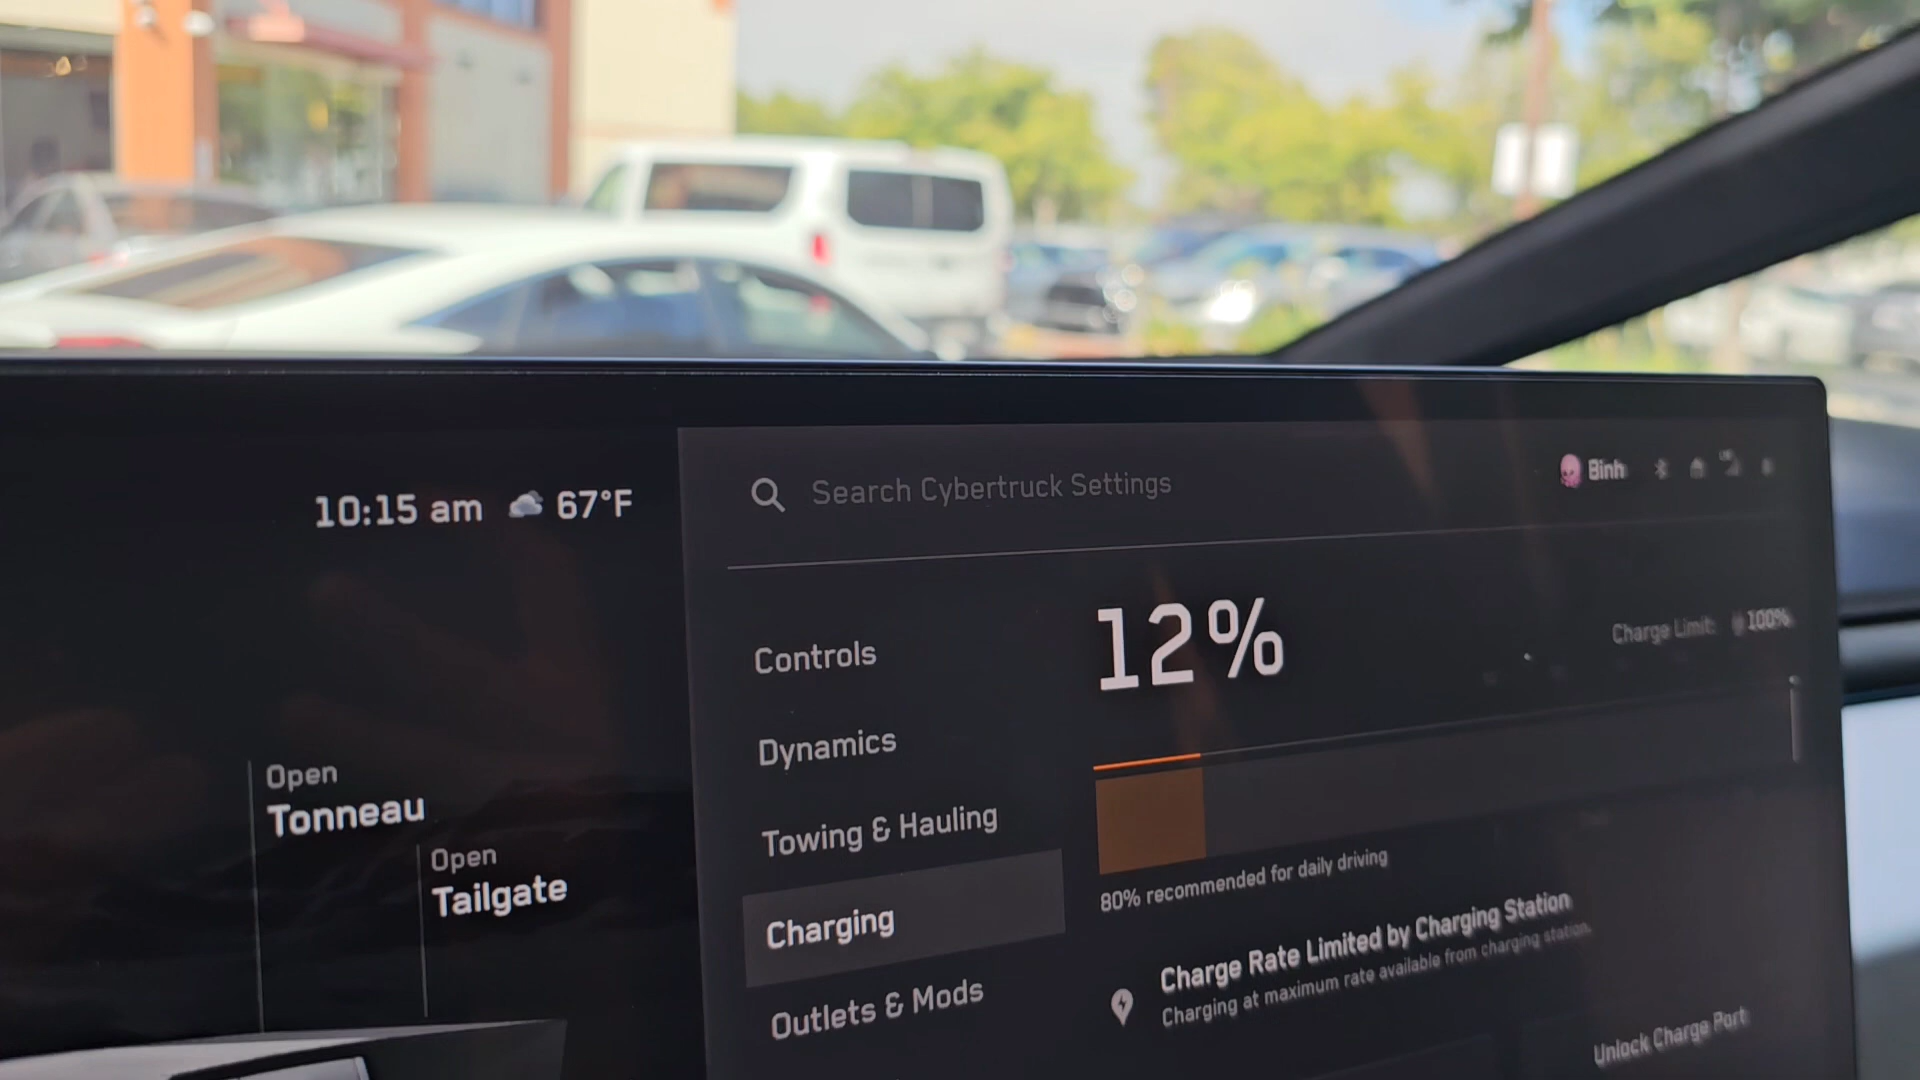 10:15 am 67°F
Search Cybertruck Settings
Binh
Controls
Dynamics
Towing & Hauling
Charging
Outlets & Mods
12%
Charge Limit: 100%
80% recommended for daily driving
Charge Rate Limited by Charging Station
Charging at maximum rate available from charging station.
Unlock Charge Port
Open
Tonneau
Open
Tailgate